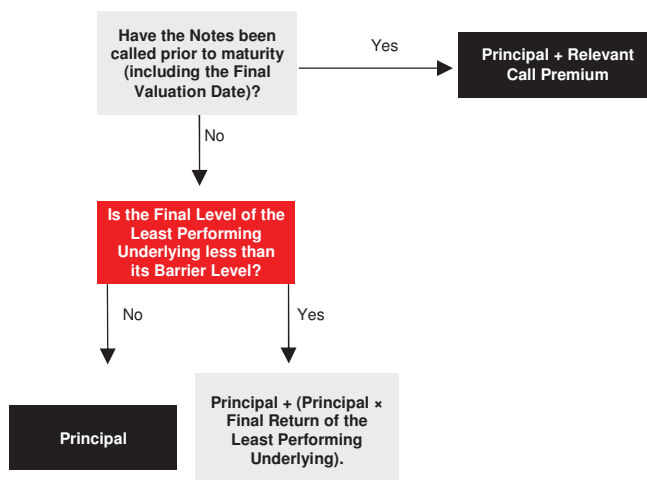 Have the Notes been
called prior to maturity
(including the Final
Valuation Date)?
Yes
Principal + Relevant
Call Premium
No
Is the Final Level of the
Least Performing
Underlying less than
its Barrier Level?
No
Yes
Principal
Principal + (Principal ×
Final Return of the
Least Performing
Underlying).